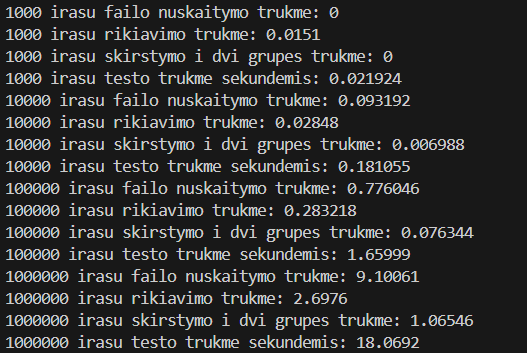 1000 irasu failo nuskaitymo trukme: 0
1000 irasu rikiavimo trukme: 0.0151
1000 irasu skirstymo i dvi grupes trukme: 0
1000 irasu testo trukme sekundemis: 0.021924
10000 irasu failo nuskaitymo trukme: 0.093192
10000 irasu rikiavimo trukme: 0.02848
10000 irasu skirstymo i dvi grupes trukme: 0.006988
10000 irasu testo trukme sekundemis: 0.181055
100000 irasu failo nuskaitymo trukme: 0.776046
100000 irasu rikiavimo trukme: 0.283218
100000 irasu skirstymo i dvi grupes trukme: 0.076344
100000 irasu testo trukme sekundemis: 1.65999
1000000 irasu failo nuskaitymo trukme: 9.10061
1000000 irasu rikiavimo trukme: 2.6976
1000000 irasu skirstymo i dvi grupes trukme: 1.06546
1000000 irasu testo trukme sekundemis: 18.0692